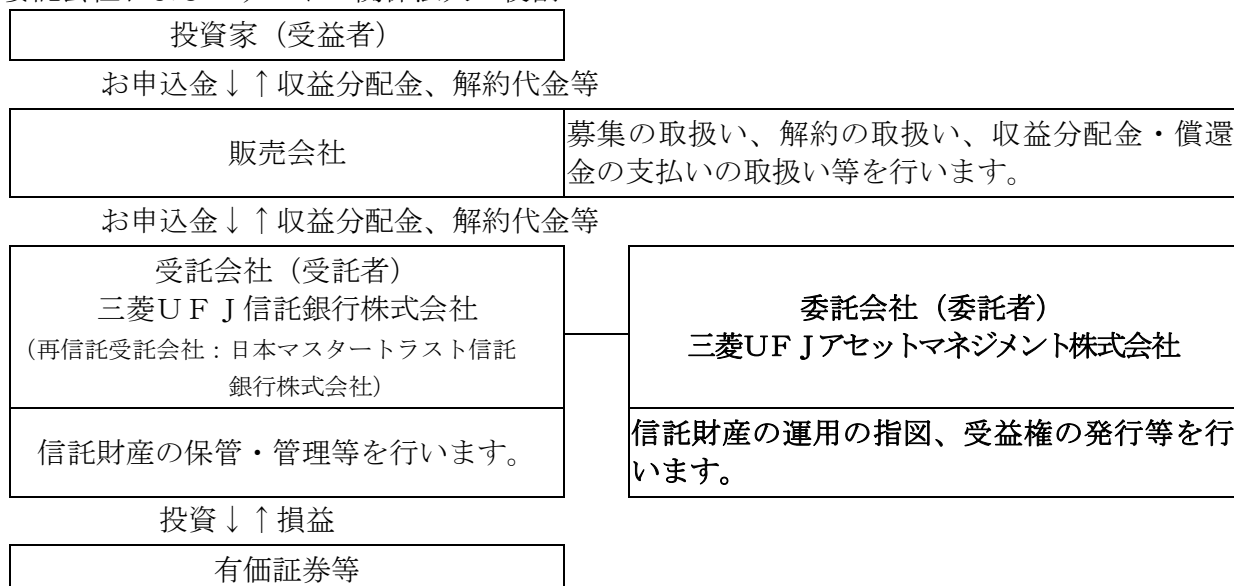 投資家（受益者）
お申込金↓↑収益分配金、解約代金等
販売会社
募集の取扱い、解約の取扱い、収益分配金・償還
金の支払いの取扱い等を行います。
お申込金↓↑収益分配金、解約代金等
受託会社（受託者）
三菱ＵＦＪ信託銀行株式会社
（再信託受託会社：日本マスタートラスト信託
銀行株式会社）
委託会社（委託者）
三菱ＵＦＪアセットマネジメント株式会社
信託財産の保管・管理等を行います。
信託財産の運用の指図、受益権の発行等を行
います。
投資↓↑損益
有価証券等